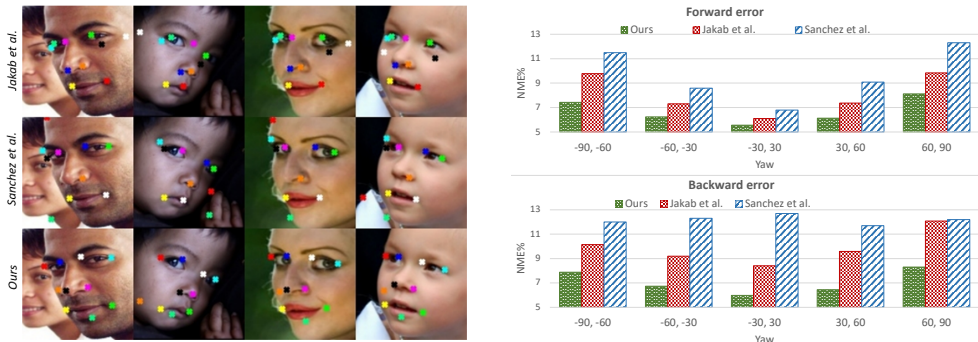 Jakab et al.
Sanchez et al.
Ours
Forward error
Ours Jakab et al. Sanchez et al.
NME%
13
11
9
7
5
-90, -60 -60, -30 -30, 30 30, 60 60, 90
Yaw
Backward error
Ours Jakab et al. Sanchez et al.
NME%
13
11
9
7
5
-90, -60 -60, -30 -30, 30 30, 60 60, 90
Yaw